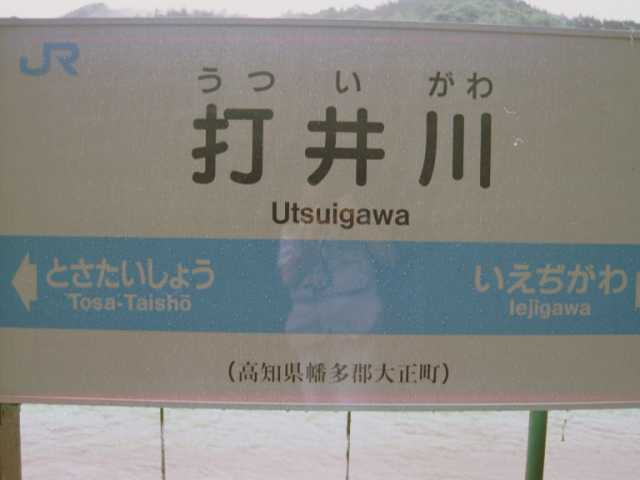 JR
うつ い がわ
打井川
Utsuigawa
とさたいしょう
Tosa-Taishō
いえぢがわ
Iejigawa
(高知県幡多郡大正町)